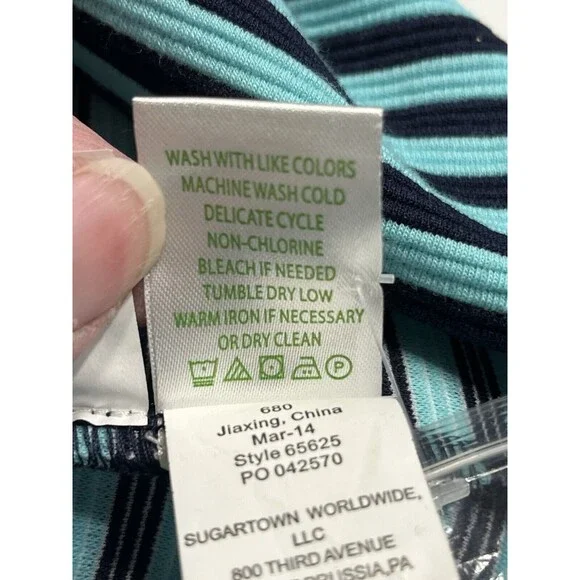 WASH WITH LIKE COLORS
MACHINE WASH COLD
DELICATE CYCLE
NON-CHLORINE
BLEACH IF NEEDED
TUMBLE DRY LOW
WARM IRON IF NECESSARY
OR DRY CLEAN
P
680
Jiaxing, China
Mar-14
Style 65625
PO 042570
SUGARTOWN WORLDWIDE,
LLC
800 THIRD AVENUE
PRUSSIA,PA